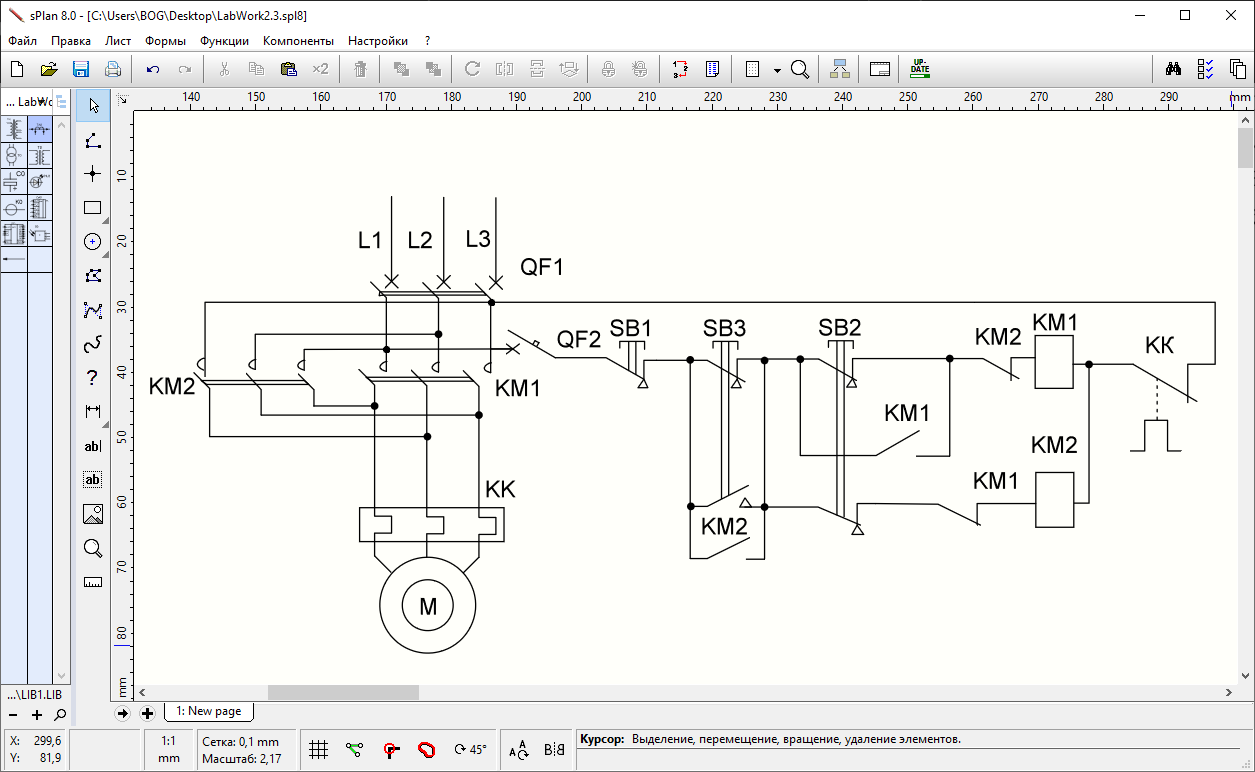 sPlan 8.0 - [C:\Users\BOG\Desktop\LabWork2.3.spl8]
Файл Правка Лист Формы Функции Компоненты Настройки ?
×2
UP-
DATE
... LabWo
140 150 160 170 180 190 200 210 220 230 240 250 260 270 280 290 mm
10
20
30
40
50
60
70
80
mm
C0
?
ab|
ab
L1 L2 L3
QF1
QF2 SB1 SB3 SB2 KM2 KM1 КК
KM2 KM1
KM1
KM2
KK KM1
KM2
M
...\LIB1.LIB
1: New page
X: 299,6
Y: 81,9
1:1
mm
Сетка: 0,1 mm
Масштаб: 2,17
45°
Курсор: Выделение, перемещение, вращение, удаление элементов.